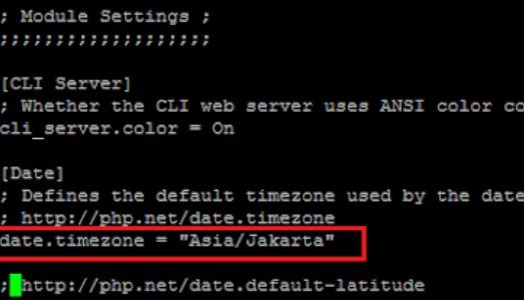 ; Module Settings ;
;;;;;;;;;;;;;;;;;;;
[CLI Server]
; Whether the CLI web server uses ANSI color co
cli_server.color = On
[Date]
; Defines the default timezone used by the date
; http://php.net/date.timezone
date.timezone = "Asia/Jakarta"
; http://php.net/date.default-latitude